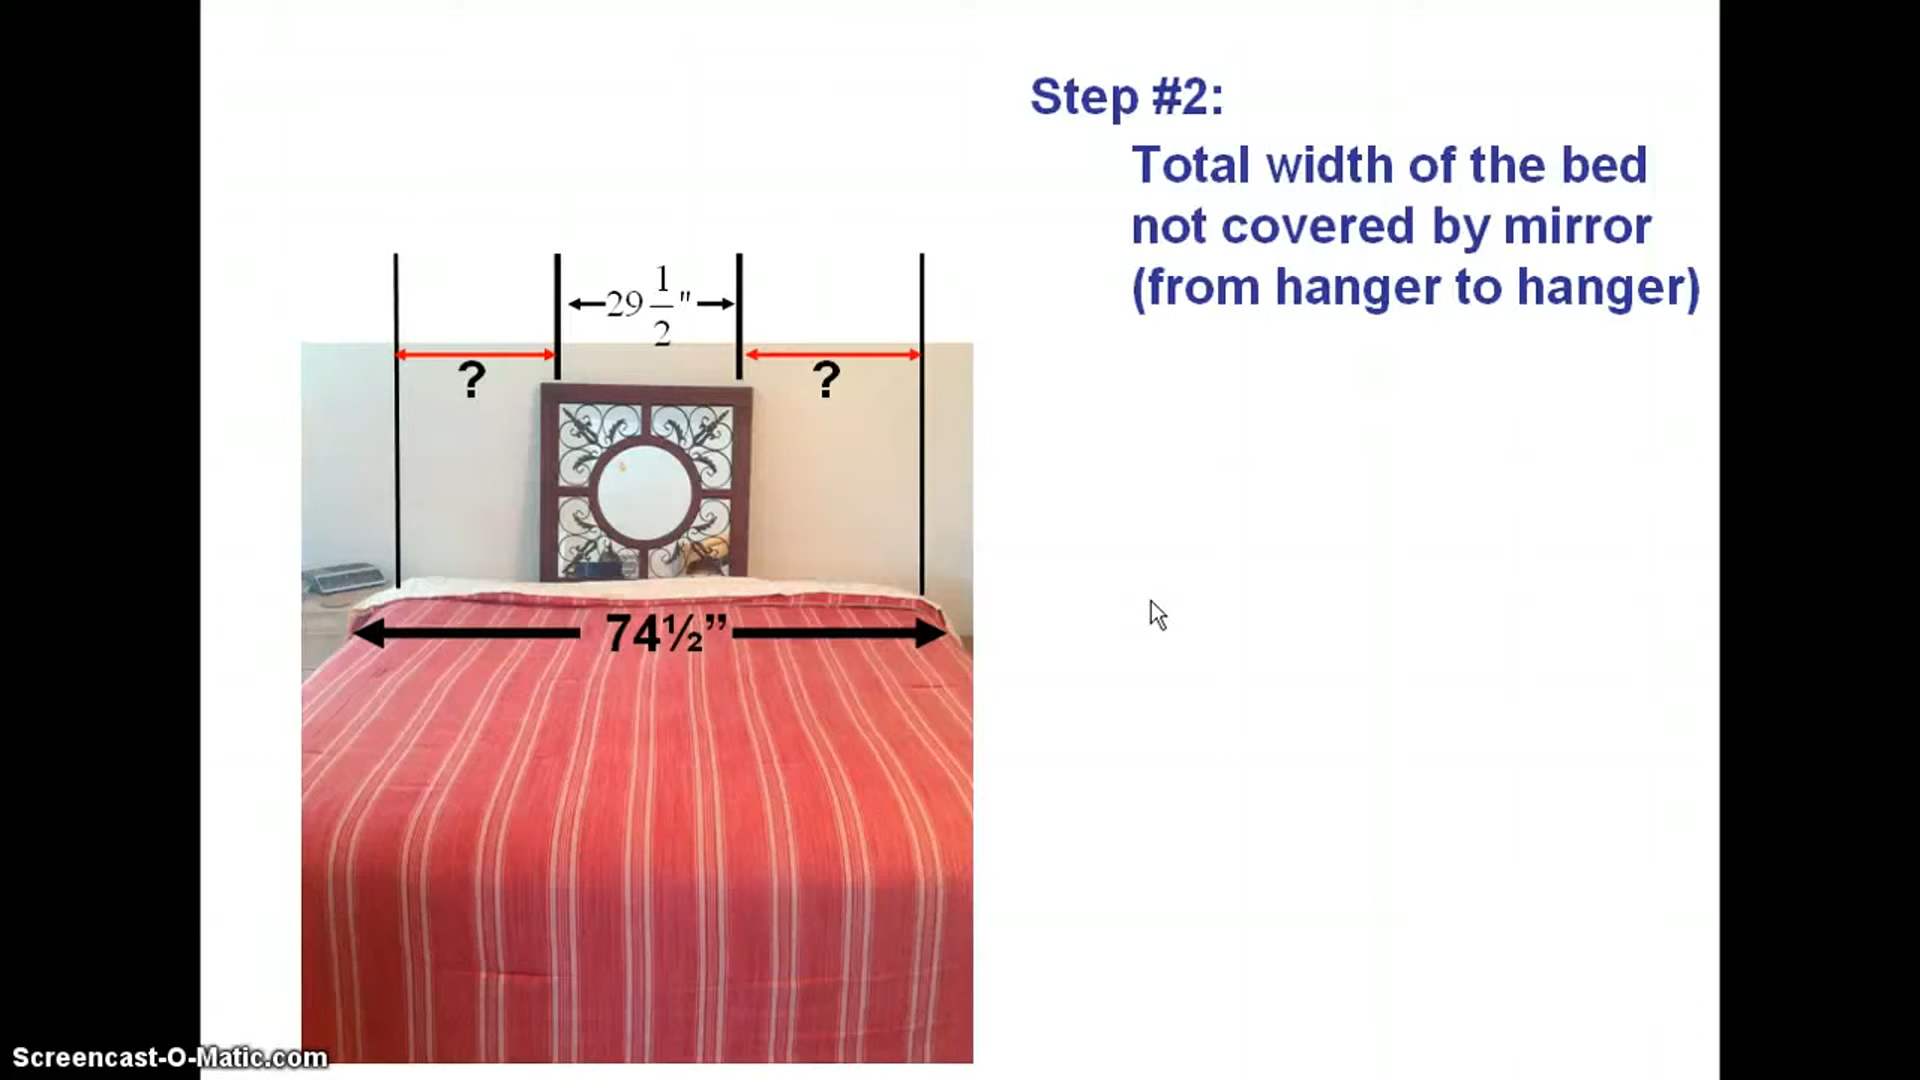 Step #2:
Total width of the bed
not covered by mirror
(from hanger to hanger)
29 1/2"
? ?
74½”
Screencast-O-Matic.com